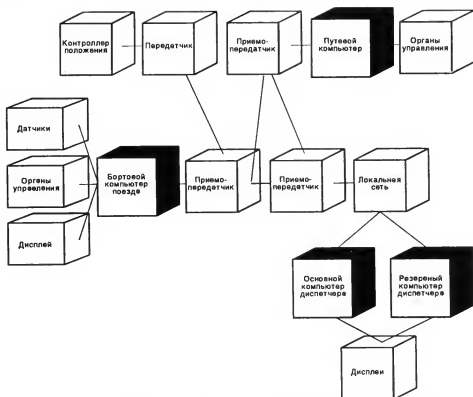 Контроллер
положения
Передатчик
Приемо-
передатчик
Путевой
компьютер
Органы
управления
Датчики
Органы
управления
Дисплей
Бортовой
компьютер
поезда
Приемо-
передатчик
Приемо-
передатчик
Локальная
сеть
Основной
компьютер
диспетчера
Резервный
компьютер
диспетчера
Дисплеи